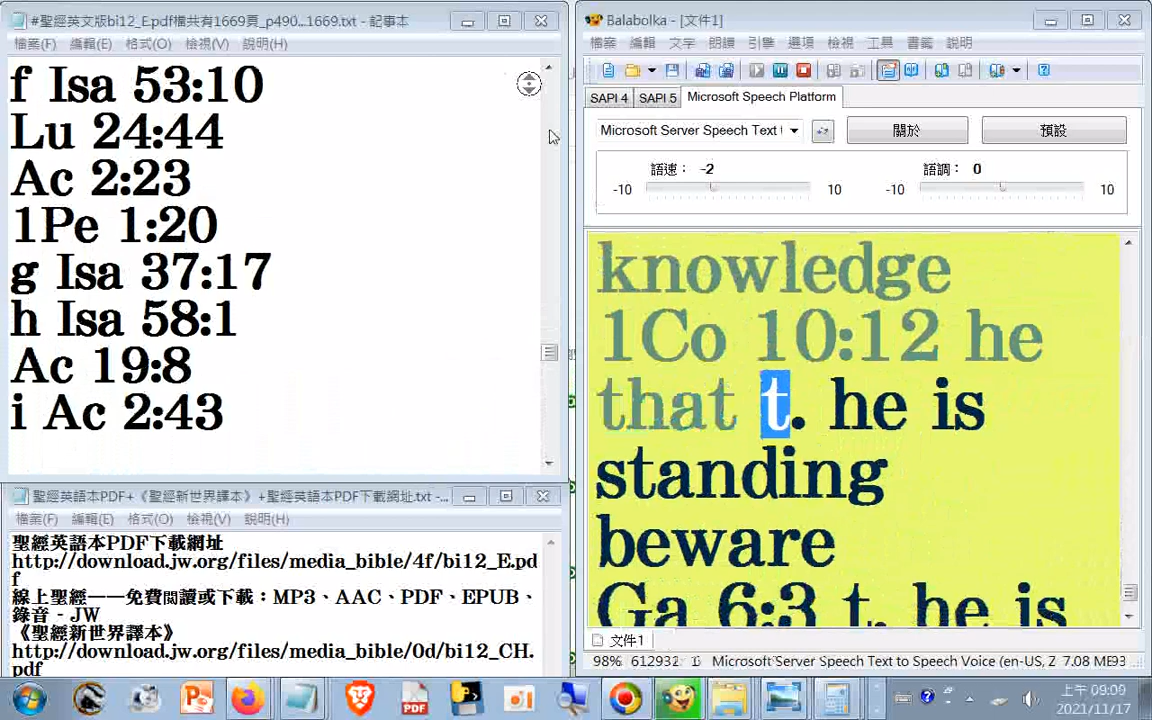 #聖經英文版bi12_E.pdf檔共有1669頁_p490...1669.txt - 記事本
檔案(F) 編輯(E) 格式(O) 檢視(V) 說明(H)
f Isa 53:10
Lu 24:44
Ac 2:23
1Pe 1:20
g Isa 37:17
h Isa 58:1
Ac 19:8
i Ac 2:43
聖經英語本PDF+《聖經新世界譯本》+聖經英語本PDF下載網址.txt -...
檔案(F) 編輯(E) 格式(O) 檢視(V) 說明(H)
聖經英語本PDF下載網址
http://download.jw.org/files/media_bible/4f/bi12_E.pd
f
線上聖經——免費閱讀或下載：MP3、AAC、PDF、EPUB、
錄音 - JW
《聖經新世界譯本》
http://download.jw.org/files/media_bible/0d/bi12_CH.
pdf
Balabolka - [文件1]
檔案 編輯 文字 朗讀 引擎 選項 檢視 工具 書籤 說明
SAPI 4 SAPI 5 Microsoft Speech Platform
Microsoft Server Speech Text 關於 預設
語速： -2 語調： 0
-10 10 -10 10
knowledge
1Co 10:12 he
that t. he is
standing
beware
Ga 6:3 t. he is
文件1
98% 612932 Microsoft Server Speech Text to Speech Voice (en-US, Z 7.08 ME93
上午 09:09
2021/11/17